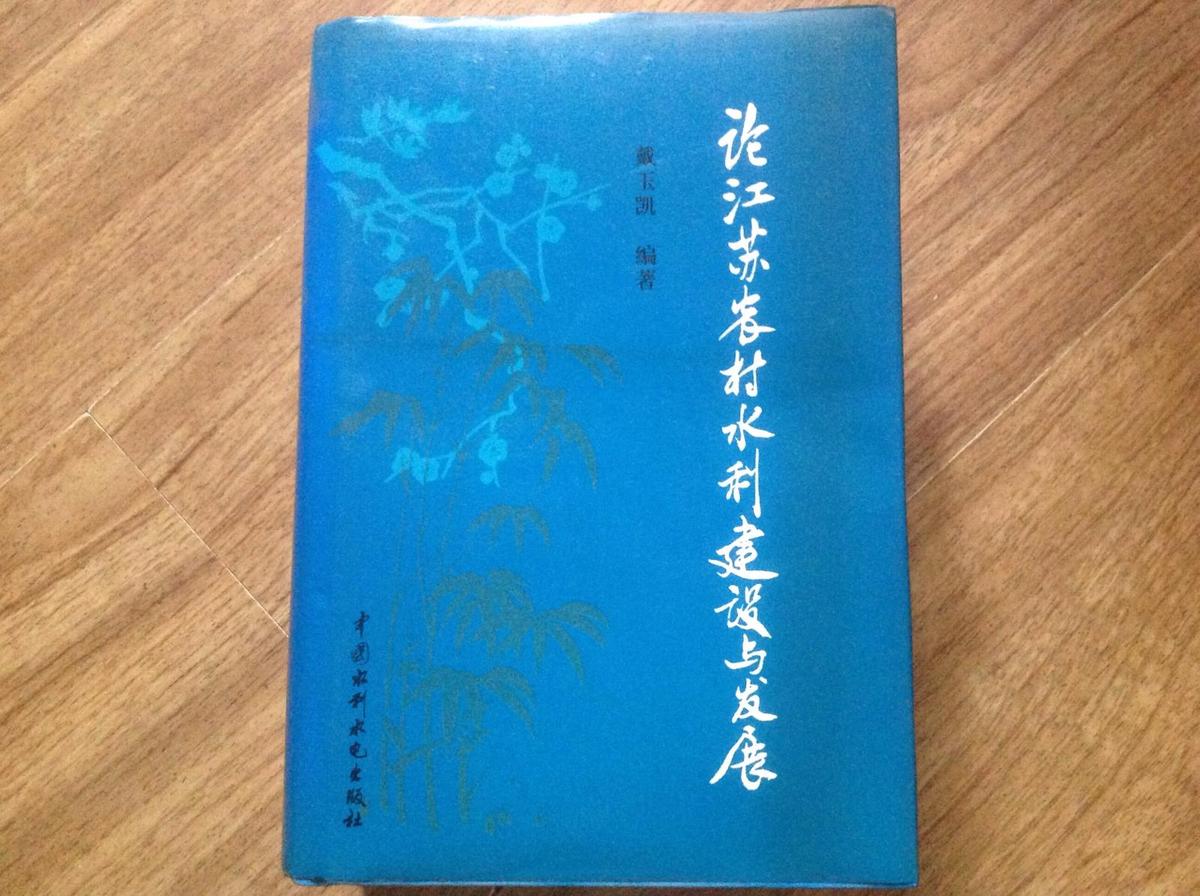 论江苏农村水利建设与发展
戴玉凯 编著
中国水利水电出版社